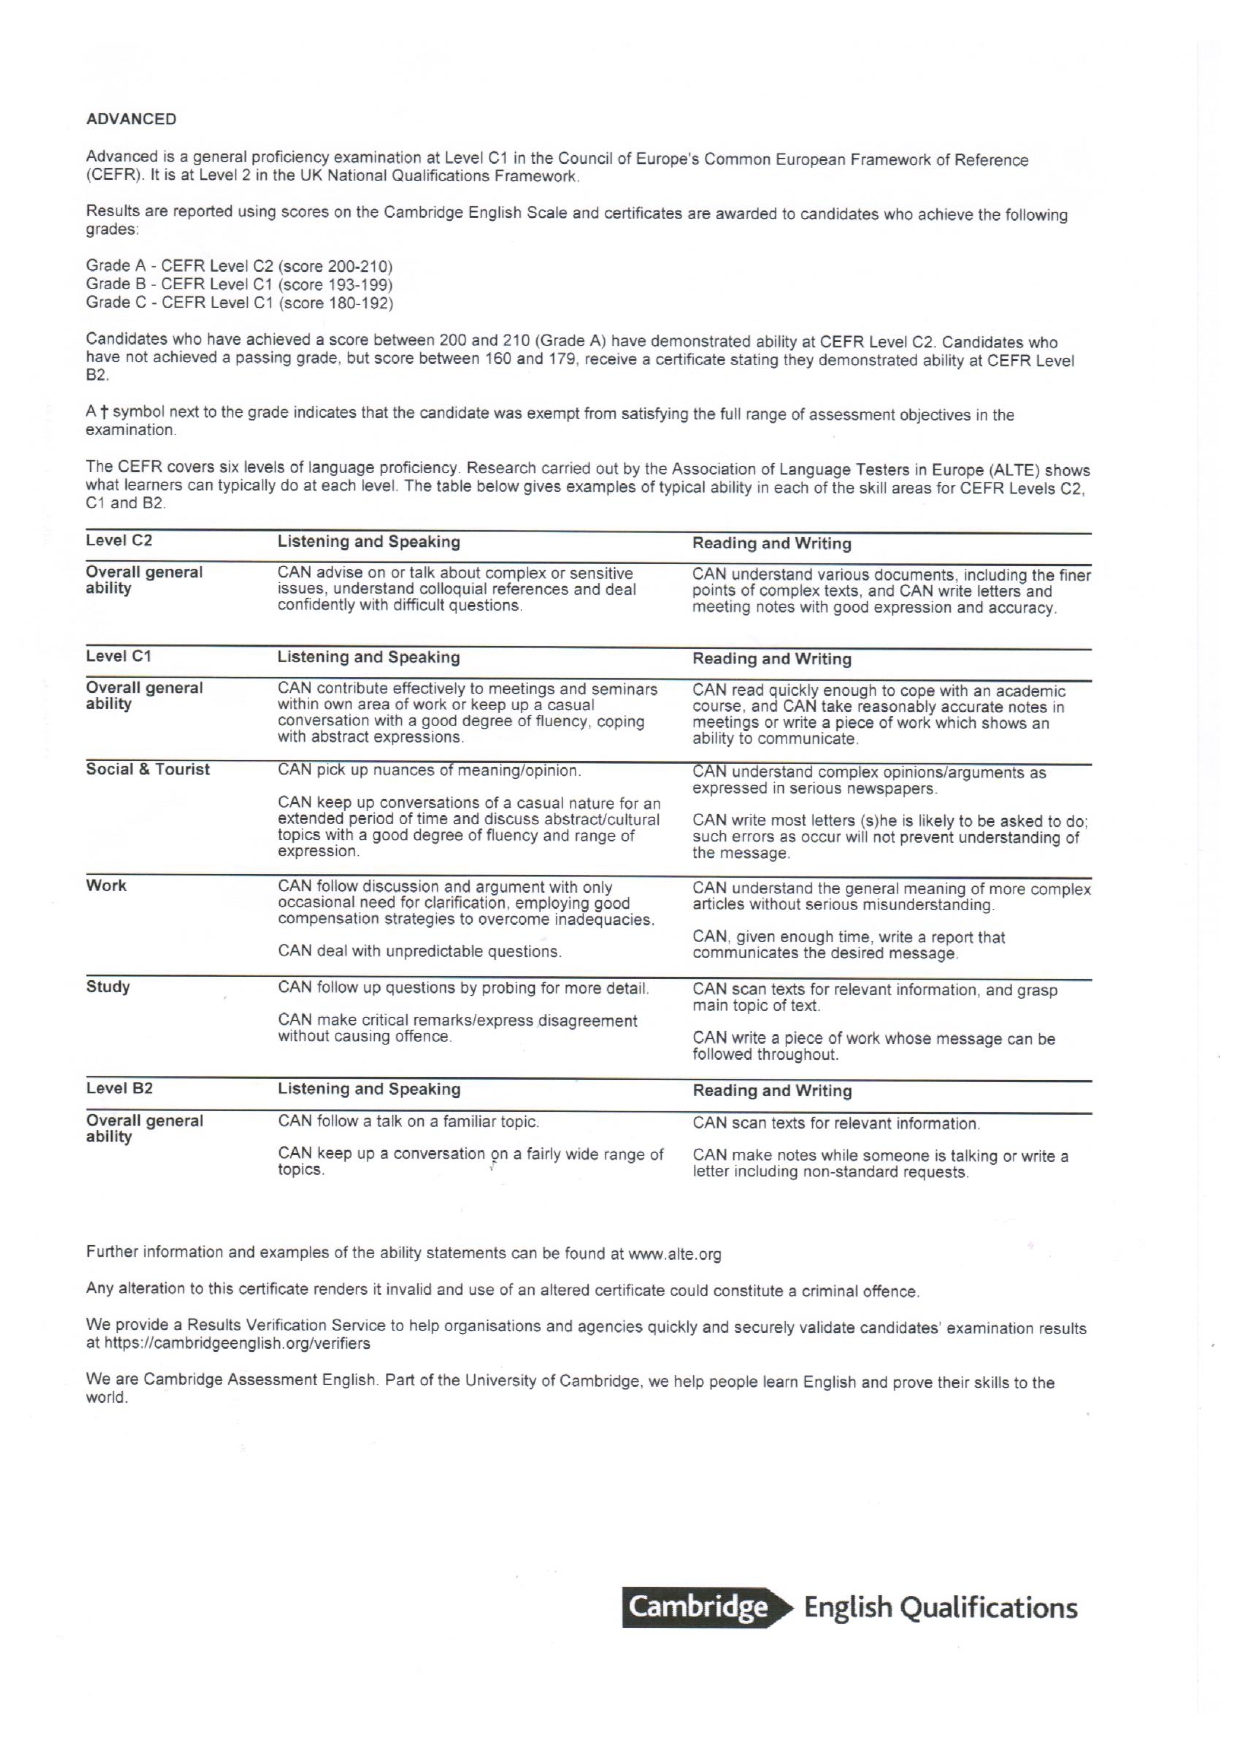 ADVANCED
Advanced is a general proficiency examination at Level C1 in the Council of Europe's Common European Framework of Reference
(CEFR). It is at Level 2 in the UK National Qualifications Framework.
Results are reported using scores on the Cambridge English Scale and certificates are awarded to candidates who achieve the following
grades:
Grade A - CEFR Level C2 (score 200-210)
Grade B - CEFR Level C1 (score 193-199)
Grade C - CEFR Level C1 (score 180-192)
Candidates who have achieved a score between 200 and 210 (Grade A) have demonstrated ability at CEFR Level C2. Candidates who
have not achieved a passing grade, but score between 160 and 179, receive a certificate stating they demonstrated ability at CEFR Level
B2.
A † symbol next to the grade indicates that the candidate was exempt from satisfying the full range of assessment objectives in the
examination.
The CEFR covers six levels of language proficiency. Research carried out by the Association of Language Testers in Europe (ALTE) shows
what learners can typically do at each level. The table below gives examples of typical ability in each of the skill areas for CEFR Levels C2,
C1 and B2.
Level C2 Listening and Speaking Reading and Writing
Overall general
ability
CAN advise on or talk about complex or sensitive
issues, understand colloquial references and deal
confidently with difficult questions.
CAN understand various documents, including the finer
points of complex texts, and CAN write letters and
meeting notes with good expression and accuracy.
Level C1 Listening and Speaking Reading and Writing
Overall general
ability
CAN contribute effectively to meetings and seminars
within own area of work or keep up a casual
conversation with a good degree of fluency, coping
with abstract expressions.
CAN read quickly enough to cope with an academic
course, and CAN take reasonably accurate notes in
meetings or write a piece of work which shows an
ability to communicate.
Social & Tourist
CAN pick up nuances of meaning/opinion.
CAN keep up conversations of a casual nature for an
extended period of time and discuss abstract/cultural
topics with a good degree of fluency and range of
expression.
CAN understand complex opinions/arguments as
expressed in serious newspapers.
CAN write most letters (s)he is likely to be asked to do;
such errors as occur will not prevent understanding of
the message.
Work
CAN follow discussion and argument with only
occasional need for clarification, employing good
compensation strategies to overcome inadequacies.
CAN deal with unpredictable questions.
CAN understand the general meaning of more complex
articles without serious misunderstanding.
CAN, given enough time, write a report that
communicates the desired message.
Study
CAN follow up questions by probing for more detail.
CAN make critical remarks/express disagreement
without causing offence.
CAN scan texts for relevant information, and grasp
main topic of text.
CAN write a piece of work whose message can be
followed throughout.
Level B2 Listening and Speaking Reading and Writing
Overall general
ability
CAN follow a talk on a familiar topic.
CAN keep up a conversation on a fairly wide range of
topics.
CAN scan texts for relevant information.
CAN make notes while someone is talking or write a
letter including non-standard requests.
Further information and examples of the ability statements can be found at www.alte.org
Any alteration to this certificate renders it invalid and use of an altered certificate could constitute a criminal offence.
We provide a Results Verification Service to help organisations and agencies quickly and securely validate candidates' examination results
at https://cambridgeenglish.org/verifiers
We are Cambridge Assessment English. Part of the University of Cambridge, we help people learn English and prove their skills to the
world.
Cambridge English Qualifications